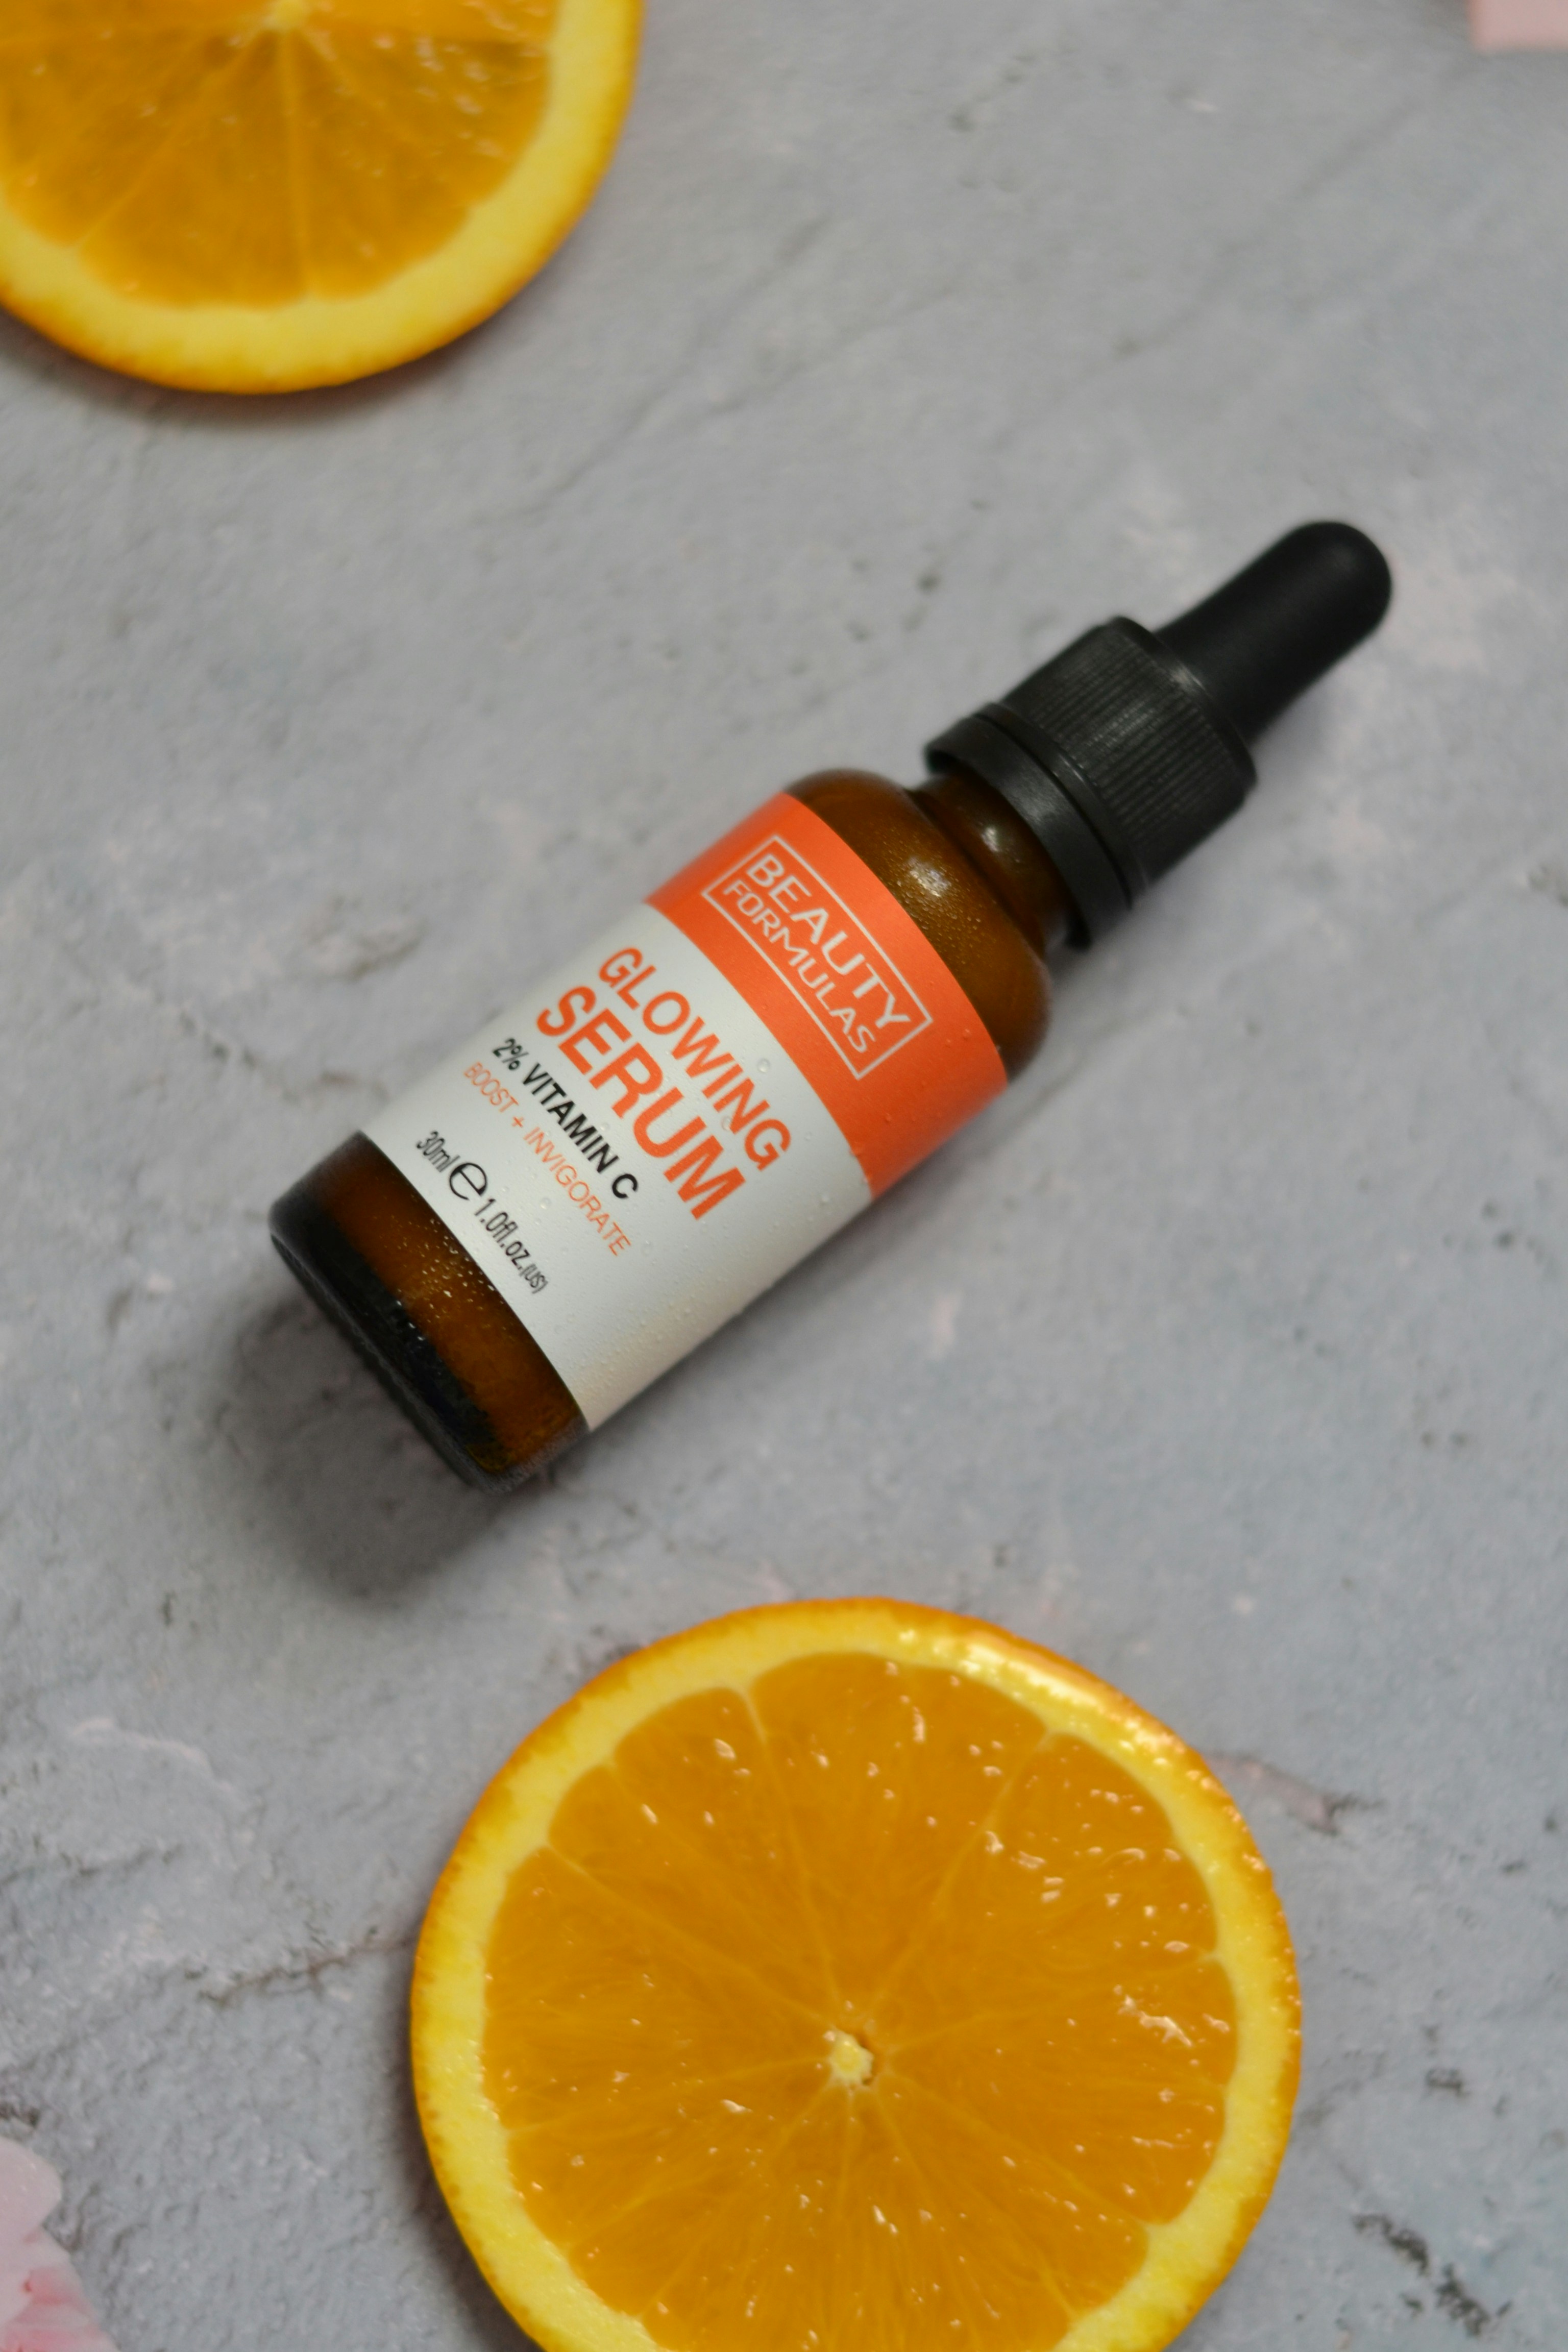 BEAUTY
FORMULAS
GLOWING
SERUM
2% VITAMIN C
BOOST + INVIGORATE
30ml ℮ 1.0fl.oz.(US)